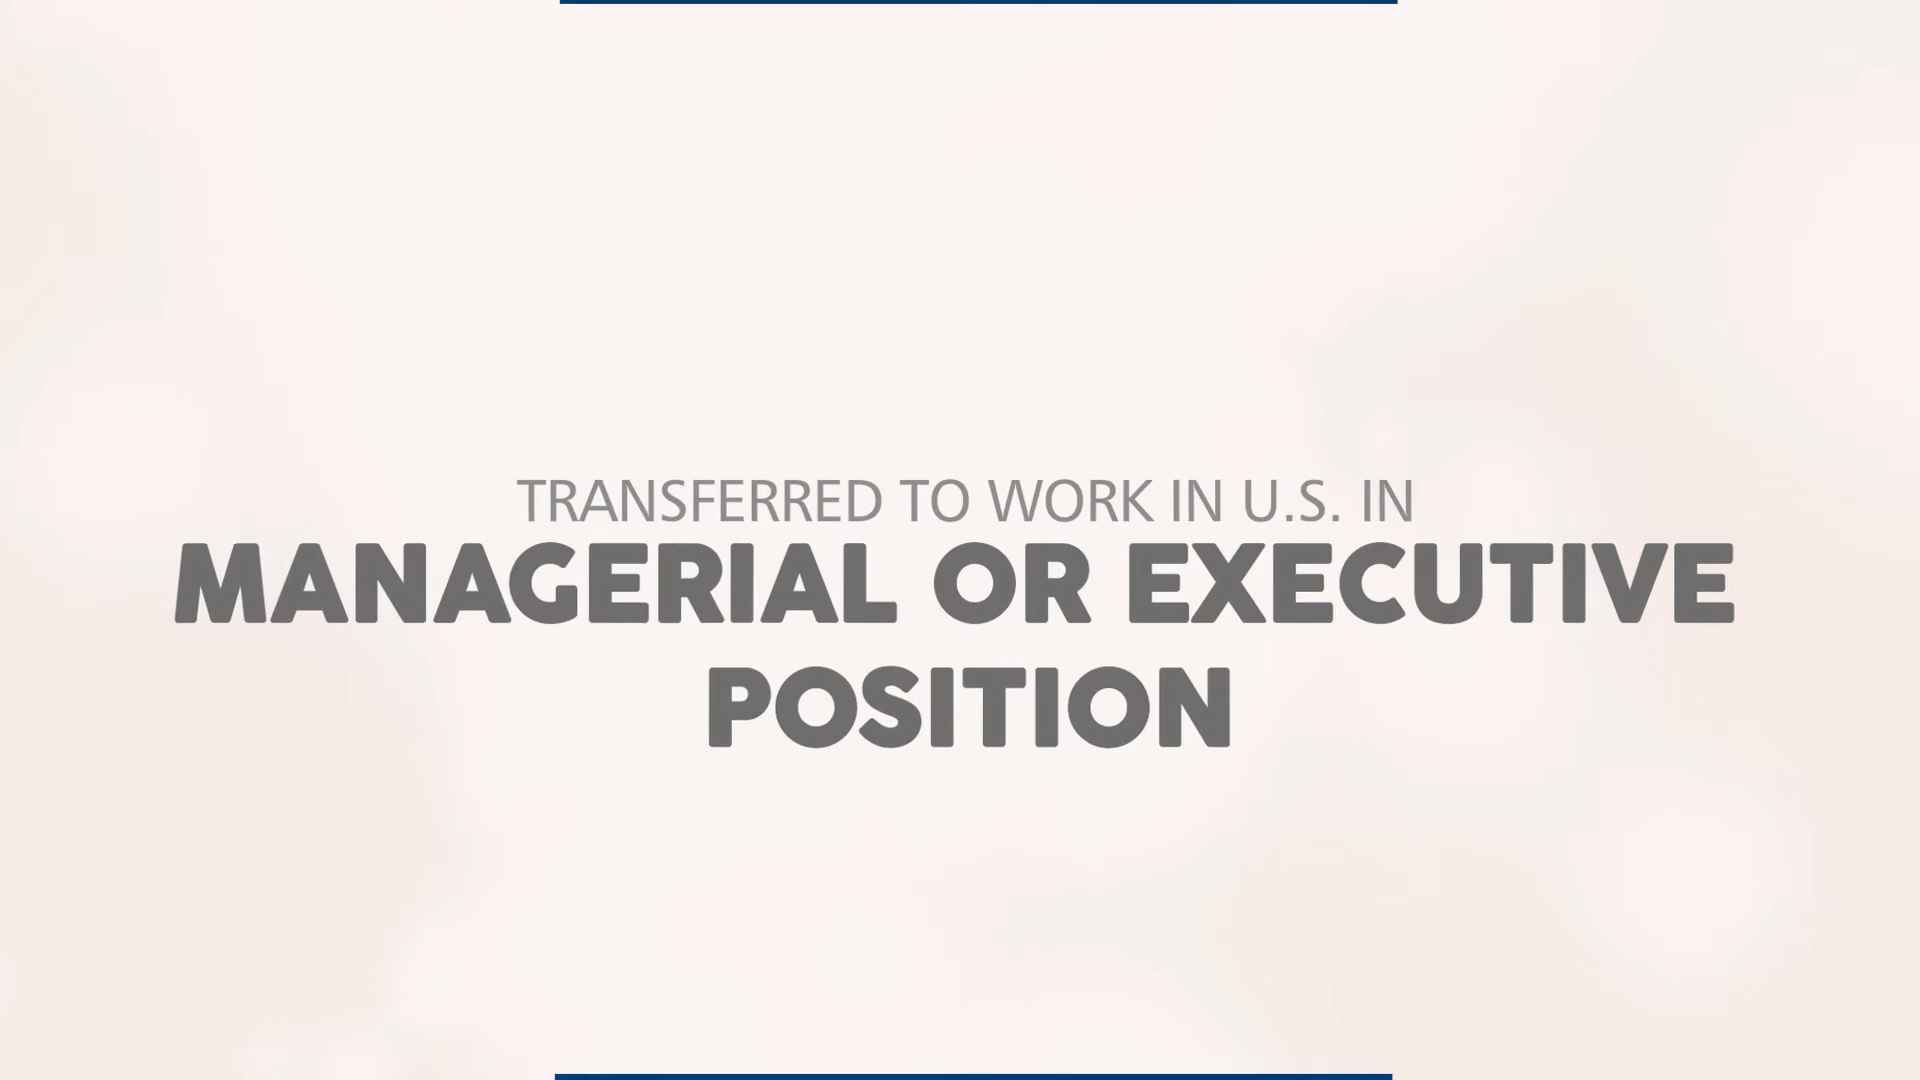 TRANSFERRED TO WORK IN U.S. IN
MANAGERIAL OR EXECUTIVE
POSITION